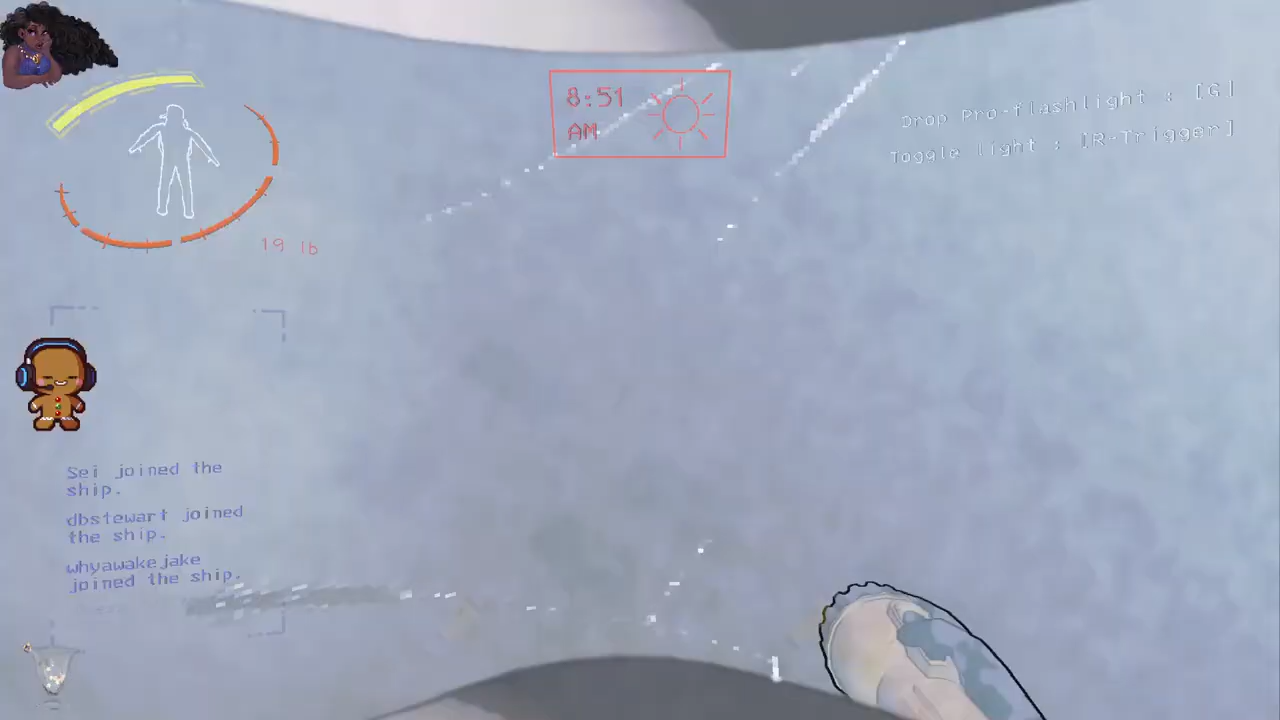 8:51
AM
Drop Pro-flashlight : [G]
Toggle light : [R-Trigger]
19 lb
Sei joined the
ship.
dbstewart joined
the ship.
whyawakejake
joined the ship.